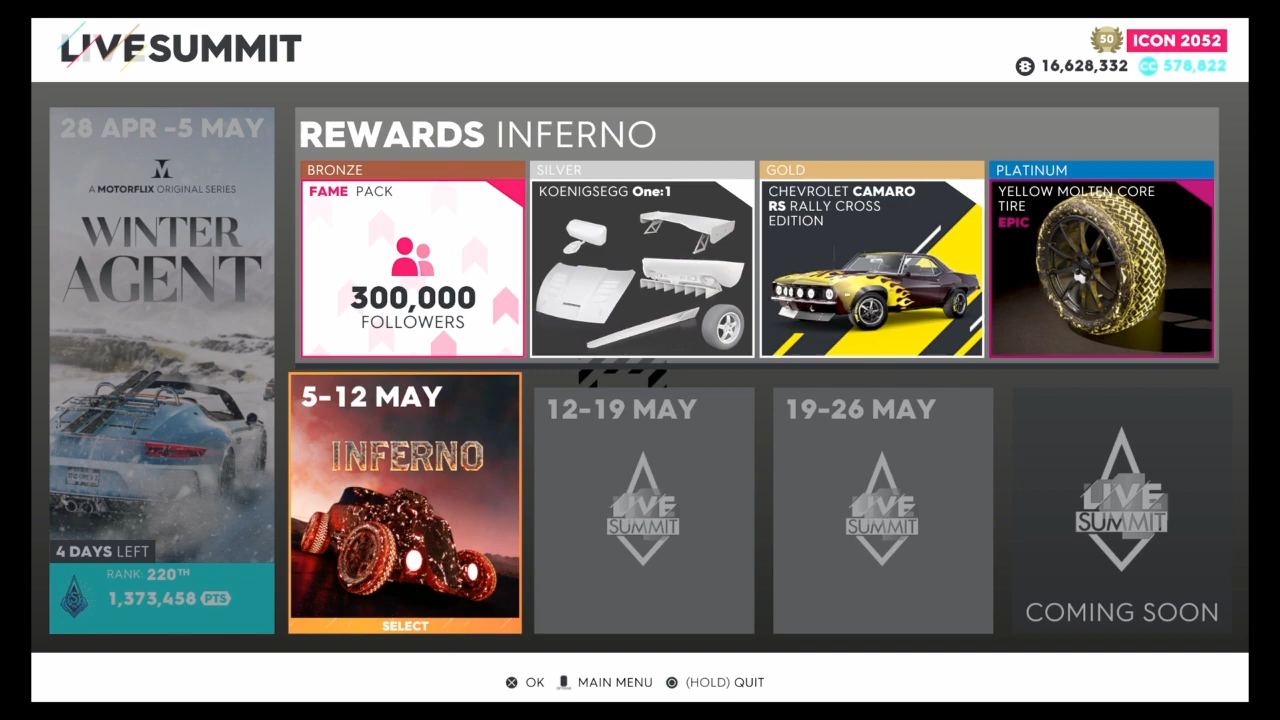 LIVE SUMMIT
50
ICON 2052
16,628,332
CC 578,822
28 APR -5 MAY
M
A MOTORFLIX ORIGINAL SERIES
WINTER
AGENT
4 DAYS LEFT
RANK: 220TH
1,373,458 PTS
REWARDS INFERNO
BRONZE
FAME PACK
300,000
FOLLOWERS
SILVER
KOENIGSEGG One:1
GOLD
CHEVROLET CAMARO
RS RALLY CROSS
EDITION
PLATINUM
YELLOW MOLTEN CORE
TIRE
EPIC
5-12 MAY
INFERNO
SELECT
12-19 MAY
LIVE
SUMMIT
19-26 MAY
LIVE
SUMMIT
LIVE
SUMMIT
COMING SOON
OK
MAIN MENU
(HOLD) QUIT